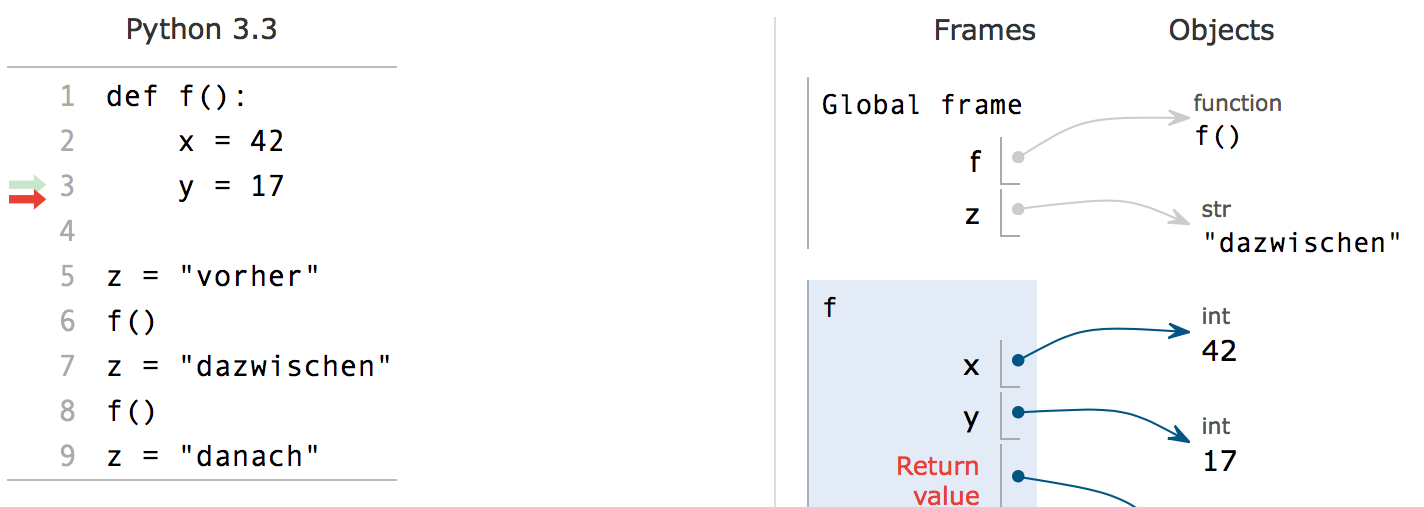 Python 3.3
1 def f():
2     x = 42
3     y = 17
4
5 z = "vorher"
6 f()
7 z = "dazwischen"
8 f()
9 z = "danach"
Frames Objects
Global frame
f
z
function
f()
str
"dazwischen"
f
x
y
Return
value
int
42
int
17